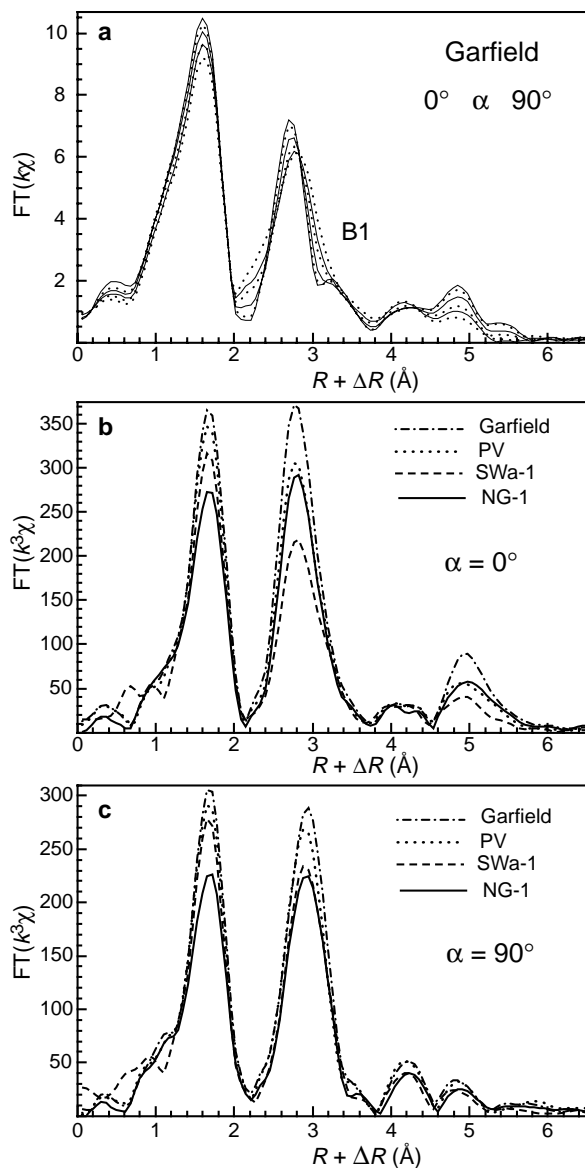 a
Garfield
0° α 90°
B1
FT(kχ)
10
8
6
4
2
0 1 2 3 4 5 6
R + ΔR (Å)
b
Garfield
PV
SWa-1
NG-1
α = 0°
FT(k³χ)
350
300
250
200
150
100
50
0 1 2 3 4 5 6
R + ΔR (Å)
c
Garfield
PV
SWa-1
NG-1
α = 90°
FT(k³χ)
300
250
200
150
100
50
0 1 2 3 4 5 6
R + ΔR (Å)